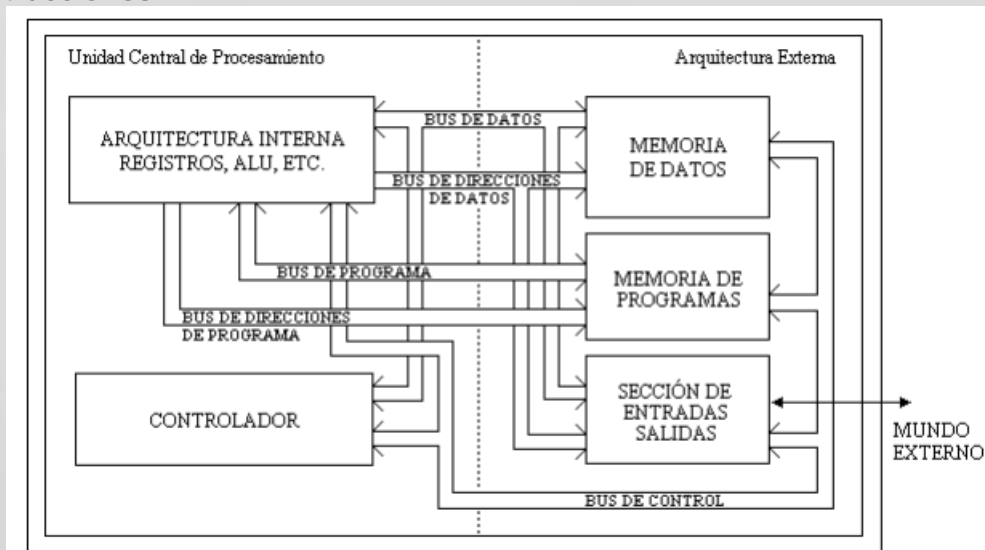 Unidad Central de Procesamiento
Arquitectura Externa
ARQUITECTURA INTERNA
REGISTROS, ALU, ETC.
BUS DE DATOS
MEMORIA
DE DATOS
BUS DE DIRECCIONES
DE DATOS
BUS DE PROGRAMA
MEMORIA DE
PROGRAMAS
BUS DE DIRECCIONES
DE PROGRAMA
CONTROLADOR
SECCIÓN DE
ENTRADAS
SALIDAS
MUNDO
EXTERNO
BUS DE CONTROL